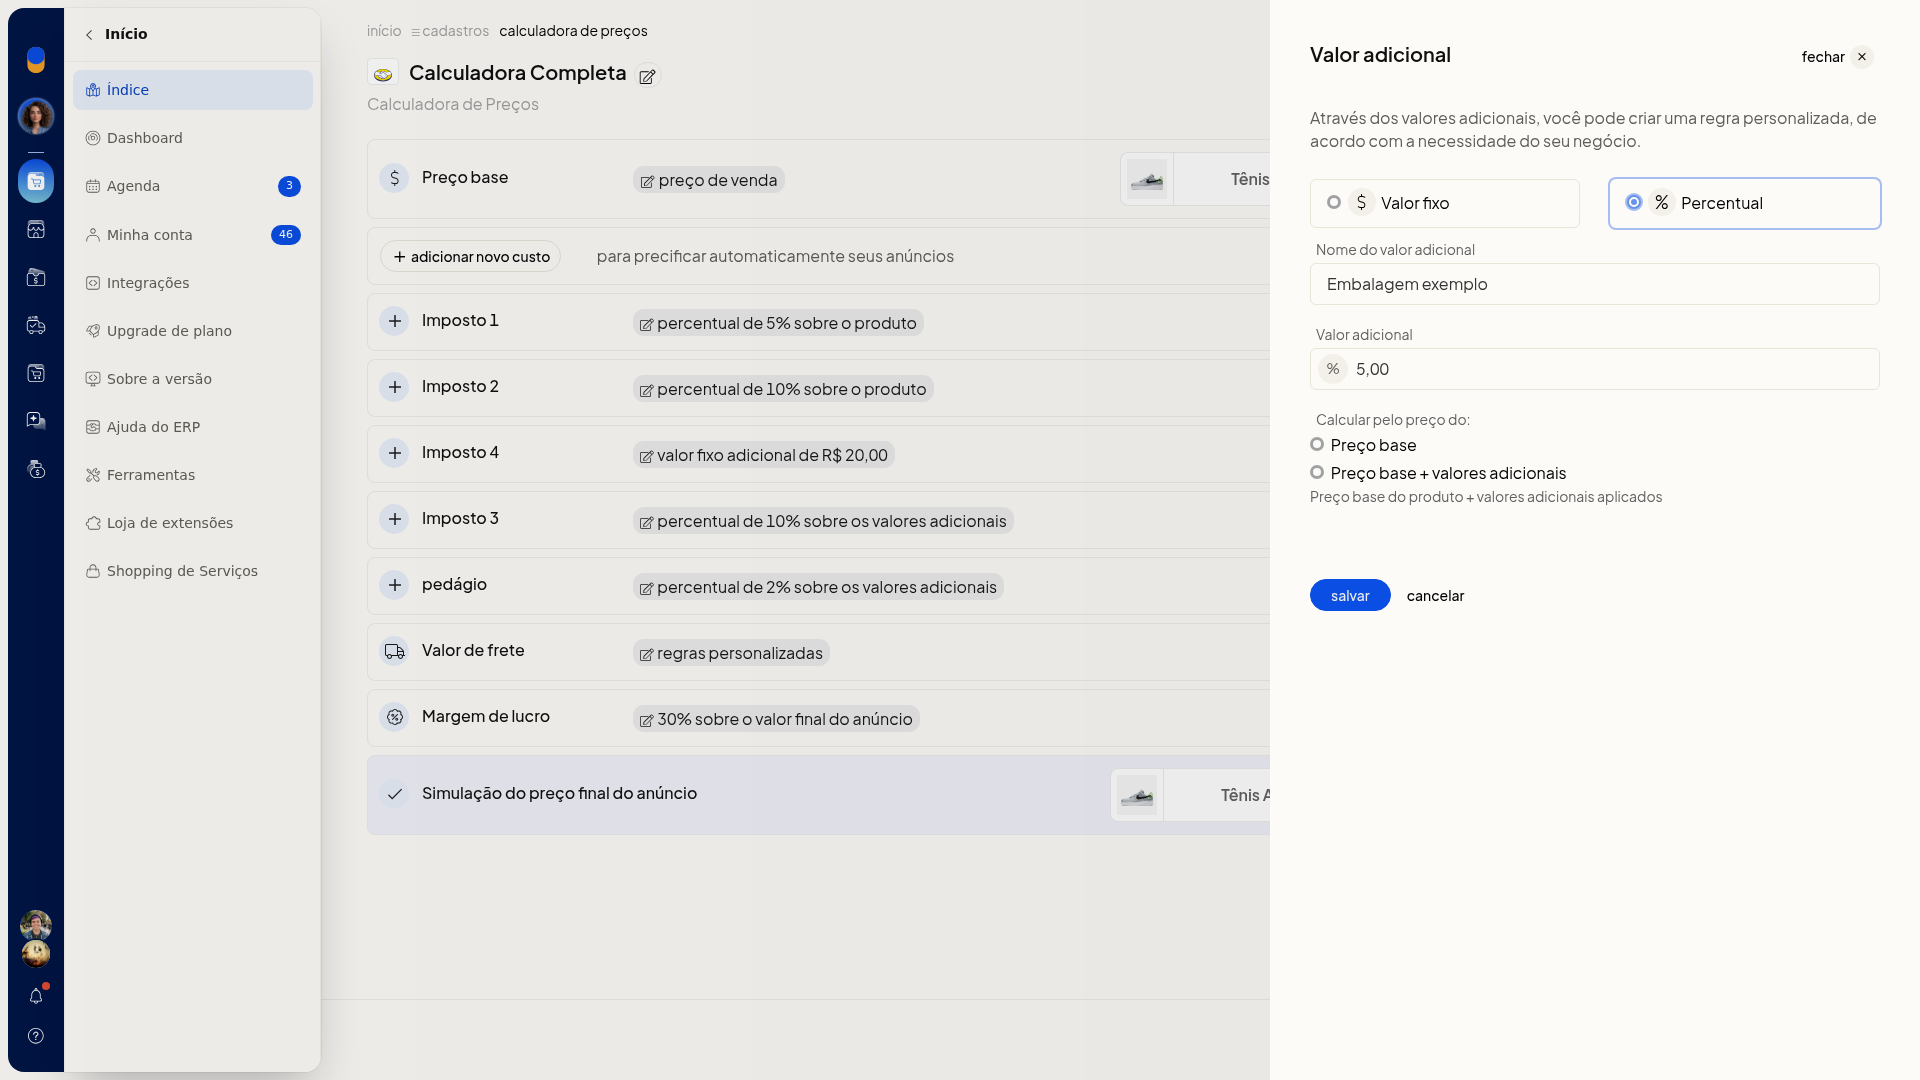 Início
Índice
Dashboard
Agenda
3
Minha conta
46
Integrações
Upgrade de plano
Sobre a versão
Ajuda do ERP
Ferramentas
Loja de extensões
Shopping de Serviços
início cadastros calculadora de preços
Calculadora Completa
Calculadora de Preços
$ Preço base
preço de venda
Tênis
+ adicionar novo custo
para precificar automaticamente seus anúncios
Imposto 1
percentual de 5% sobre o produto
Imposto 2
percentual de 10% sobre o produto
Imposto 4
valor fixo adicional de R$ 20,00
Imposto 3
percentual de 10% sobre os valores adicionais
pedágio
percentual de 2% sobre os valores adicionais
Valor de frete
regras personalizadas
Margem de lucro
30% sobre o valor final do anúncio
Simulação do preço final do anúncio
Tênis A
Valor adicional
fechar ×
Através dos valores adicionais, você pode criar uma regra personalizada, de
acordo com a necessidade do seu negócio.
$ Valor fixo
% Percentual
Nome do valor adicional
Embalagem exemplo
Valor adicional
% 5,00
Calcular pelo preço do:
Preço base
Preço base + valores adicionais
Preço base do produto + valores adicionais aplicados
salvar
cancelar